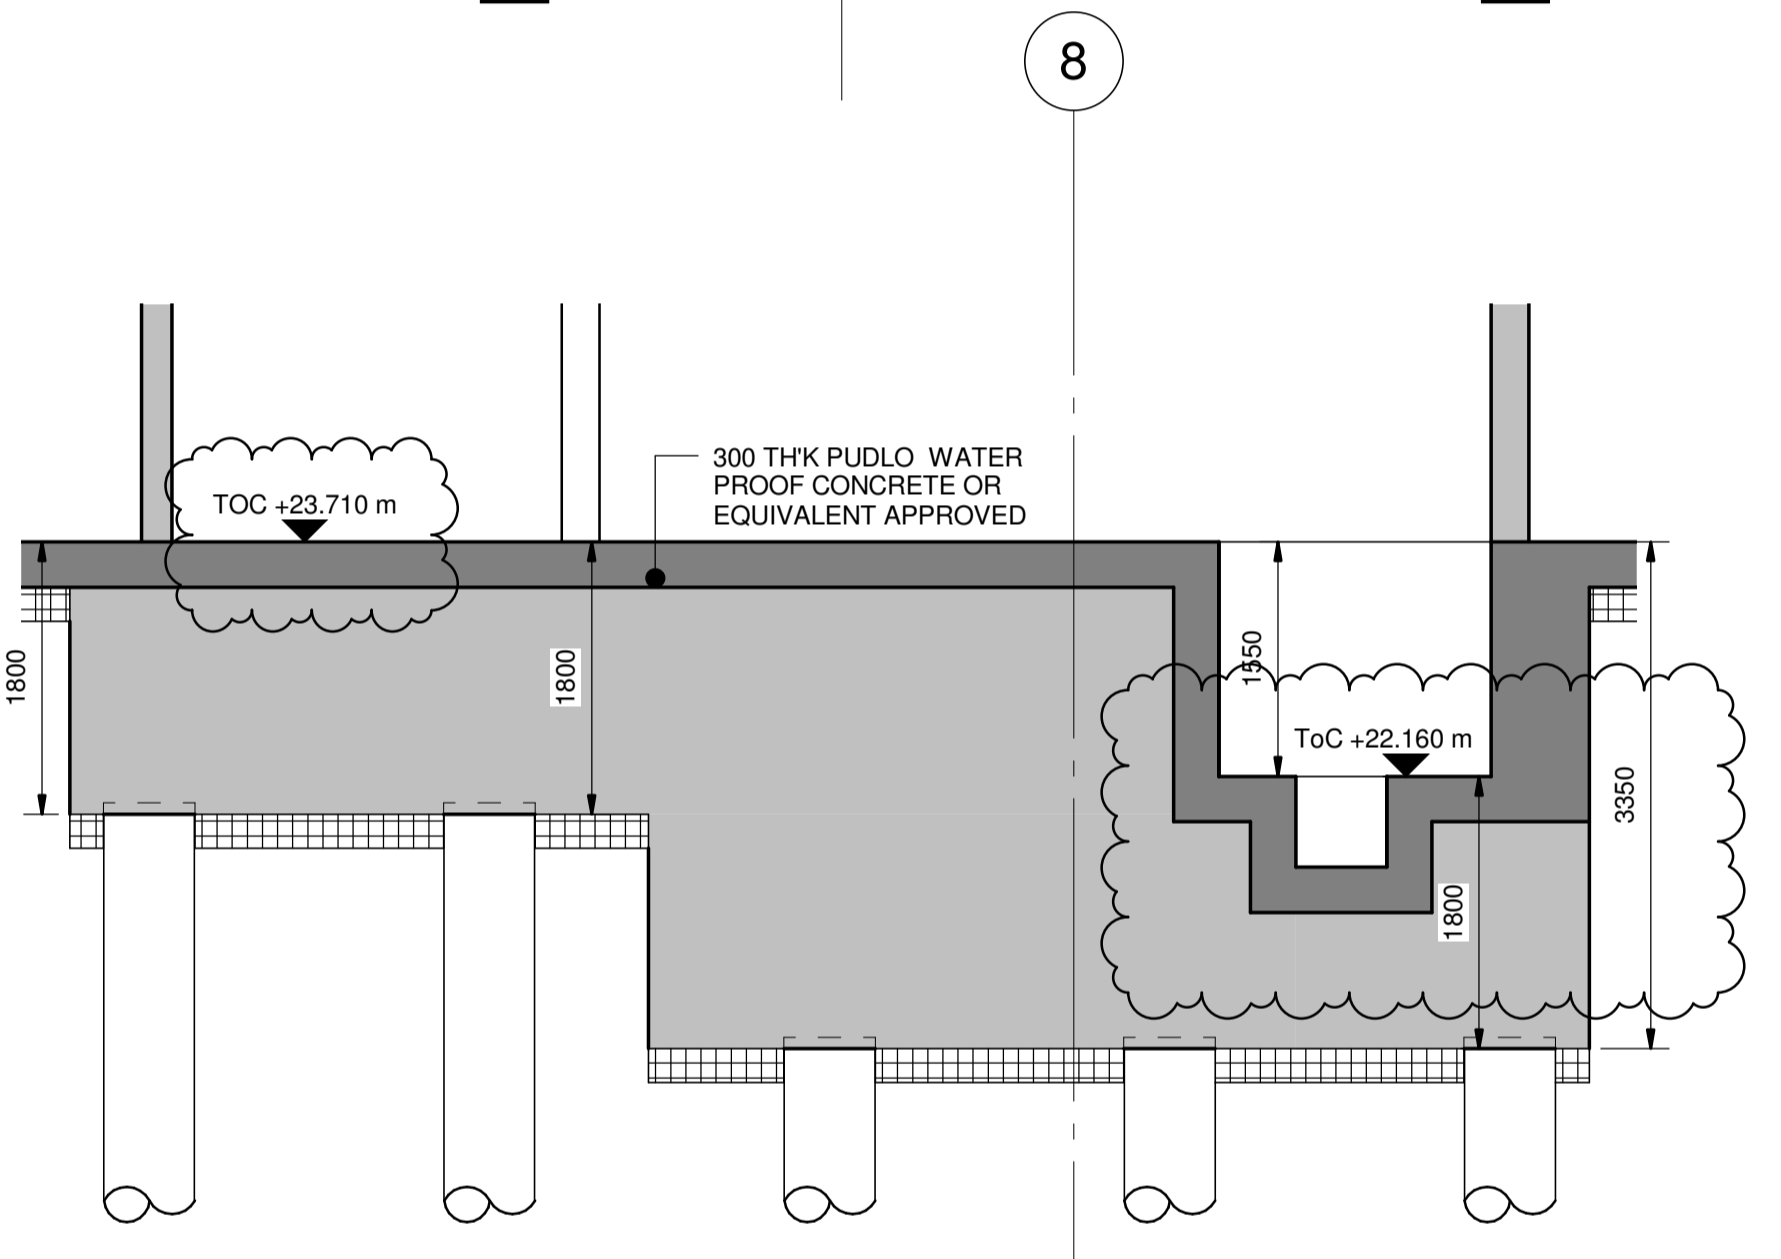 8
300 TH'K PUDLO WATER
PROOF CONCRETE OR
EQUIVALENT APPROVED
TOC +23.710 m
1800
1800
1550
ToC +22.160 m
3350
1800